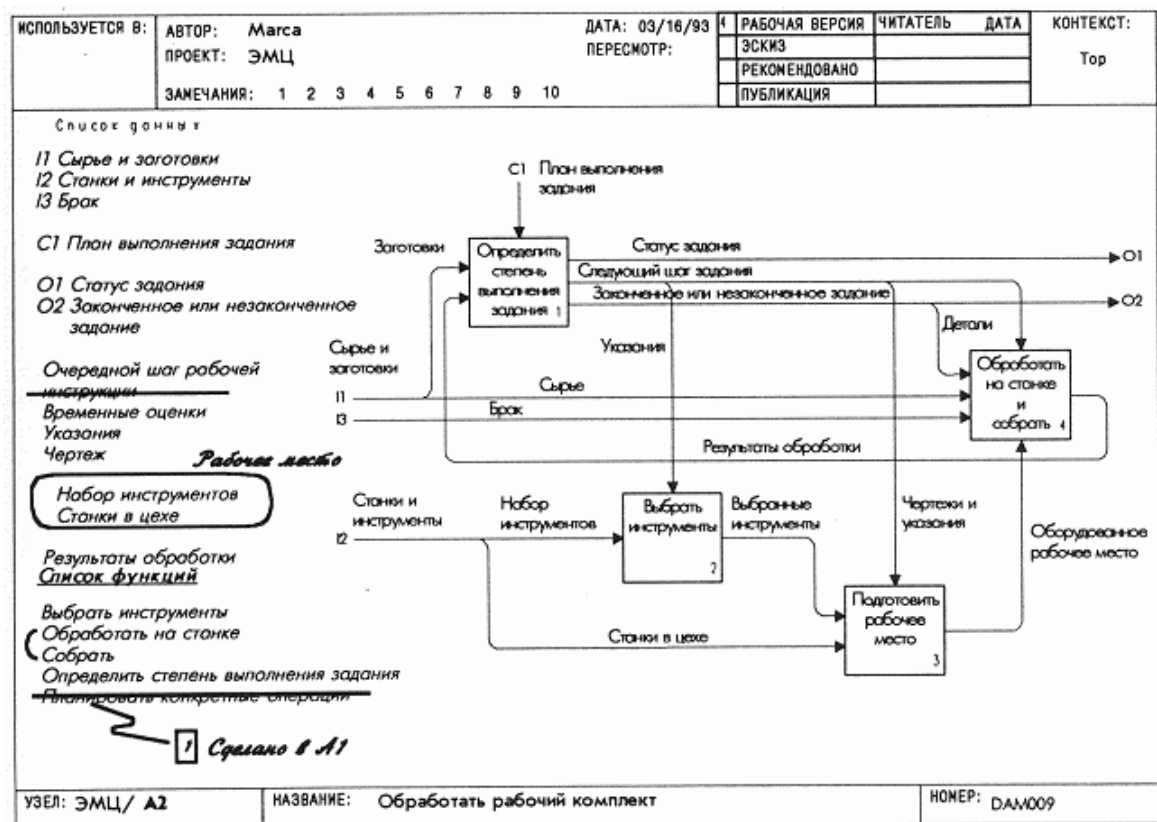 ИСПОЛЬЗУЕТСЯ В:
АВТОР: Marca
ДАТА: 03/16/93
ПРОЕКТ: ЭМЦ
ПЕРЕСМОТР:
ЗАМЕЧАНИЯ: 1 2 3 4 5 6 7 8 9 10
РАБОЧАЯ ВЕРСИЯ
ЭСКИЗ
РЕКОМЕНДОВАНО
ПУБЛИКАЦИЯ
ЧИТАТЕЛЬ ДАТА
КОНТЕКСТ:
Top
Список данных
I1 Сырье и заготовки
I2 Станки и инструменты
I3 Брак
C1 План выполнения задания
O1 Статус задания
O2 Законченное или незаконченное
задание
Очередной шаг рабочей
инструкции
Временные оценки
Указания
Чертеж
Рабочее место
Набор инструментов
Станки в цехе
Результаты обработки
Список функций
Выбрать инструменты
Обработать на станке
Собрать
Определить степень выполнения задания
Планировать конкретные операции
1 Сделано в A1
C1 План выполнения
задания
Заготовки
Определить
степень
выполнения
задания 1
Статус задания
O1
Следующий шаг задания
Законченное или незаконченное задание
O2
Указания
Детали
Сырье и
заготовки
I1
Сырье
I3
Брак
Обработать
на станке
и
собрать 4
Результаты обработки
Станки и
инструменты
I2
Набор
инструментов
Выбрать
инструменты
2
Выбранные
инструменты
Чертежи и
указания
Оборудованное
рабочее место
Станки в цехе
Подготовить
рабочее
место
3
УЗЕЛ: ЭМЦ/ A2
НАЗВАНИЕ: Обработать рабочий комплект
НОМЕР: DAM009